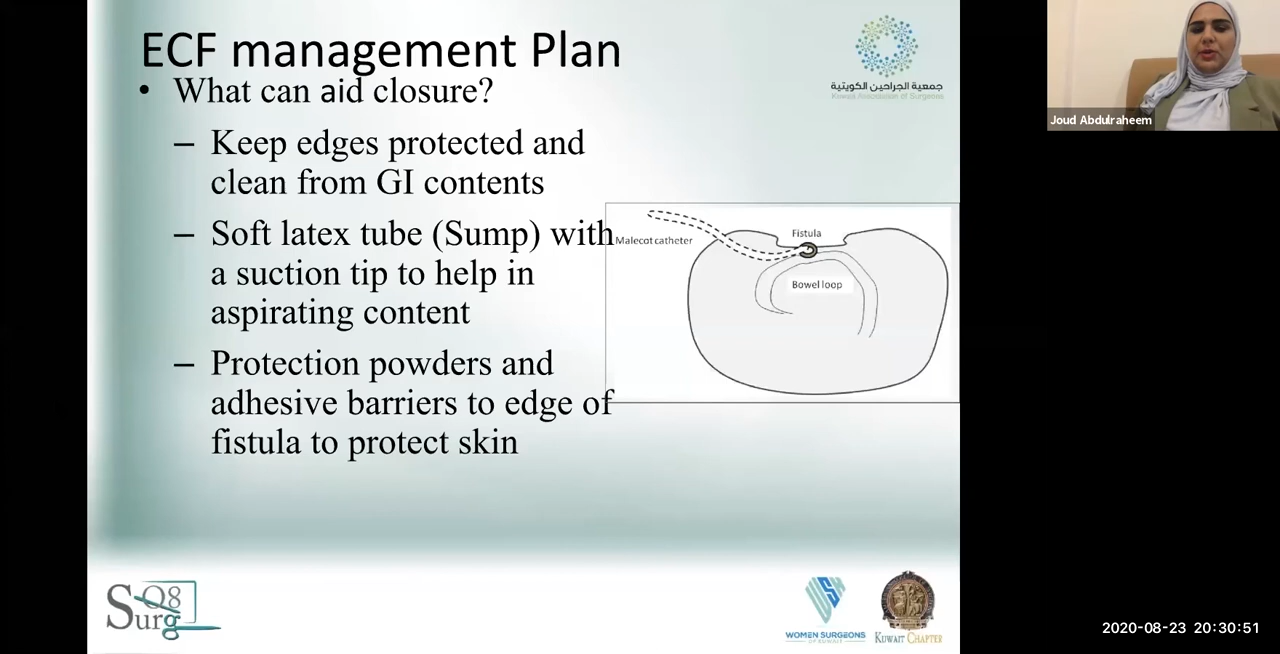 ECF management Plan
• What can aid closure?
– Keep edges protected and
clean from GI contents
– Soft latex tube (Sump) with
a suction tip to help in
aspirating content
– Protection powders and
adhesive barriers to edge of
fistula to protect skin
Malecot catheter
Fistula
Bowel loop
جمعية الجراحين الكويتية
Kuwait Association of Surgeons
Joud Abdulraheem
Q8
Surg
WOMEN SURGEONS
OF KUWAIT
KUWAIT CHAPTER
2020-08-23 20:30:51